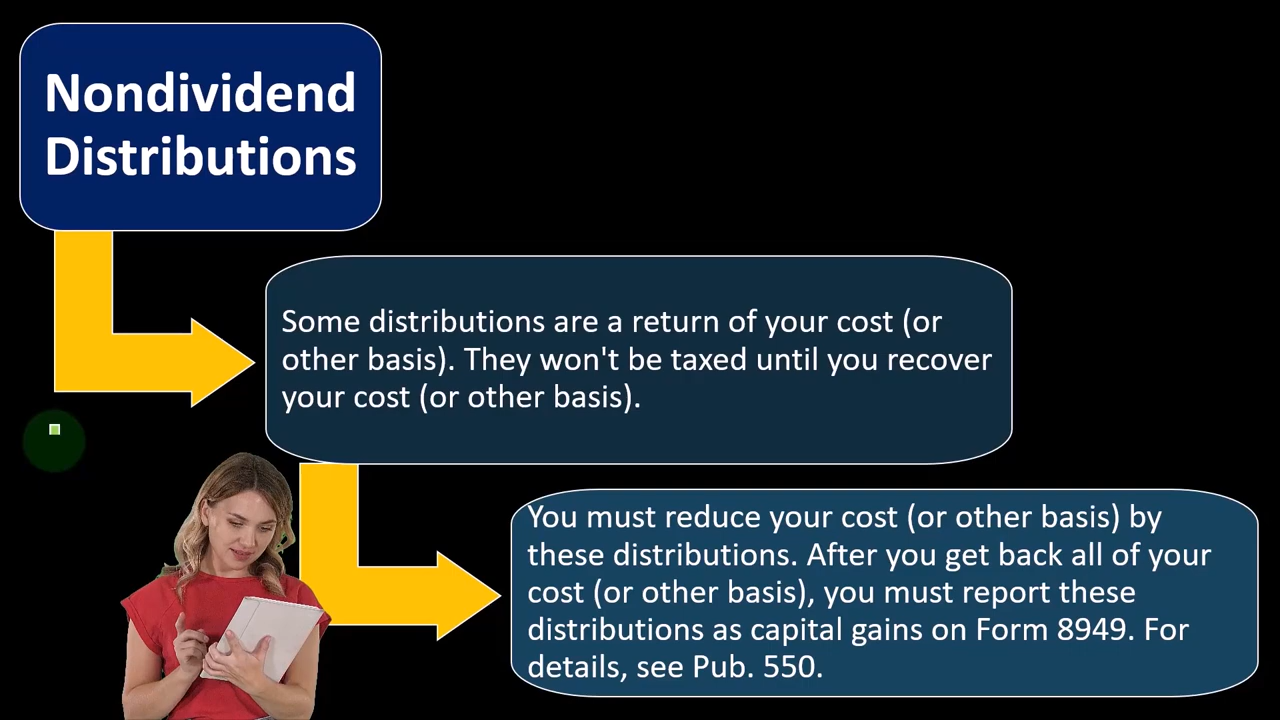 Nondividend
Distributions
Some distributions are a return of your cost (or
other basis). They won't be taxed until you recover
your cost (or other basis).
You must reduce your cost (or other basis) by
these distributions. After you get back all of your
cost (or other basis), you must report these
distributions as capital gains on Form 8949. For
details, see Pub. 550.